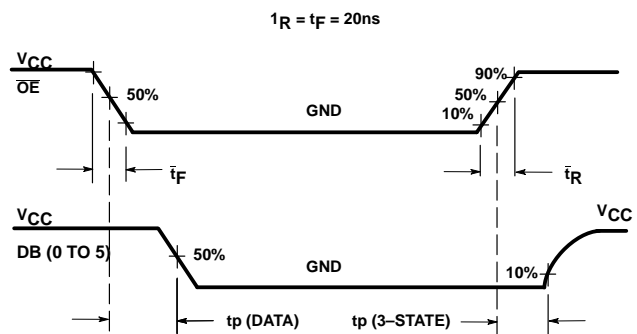 1R = tF = 20ns
VCC
OE
50%
GND
90%
50%
10%
tF
tR
VCC
DB (0 TO 5)
50%
GND
VCC
10%
tp (DATA)
tp (3–STATE)